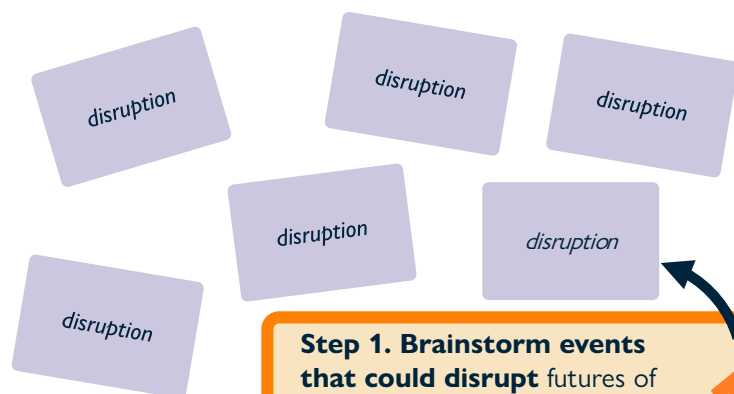 disruption
disruption
disruption
disruption
disruption
disruption
Step 1. Brainstorm events
that could disrupt futures of